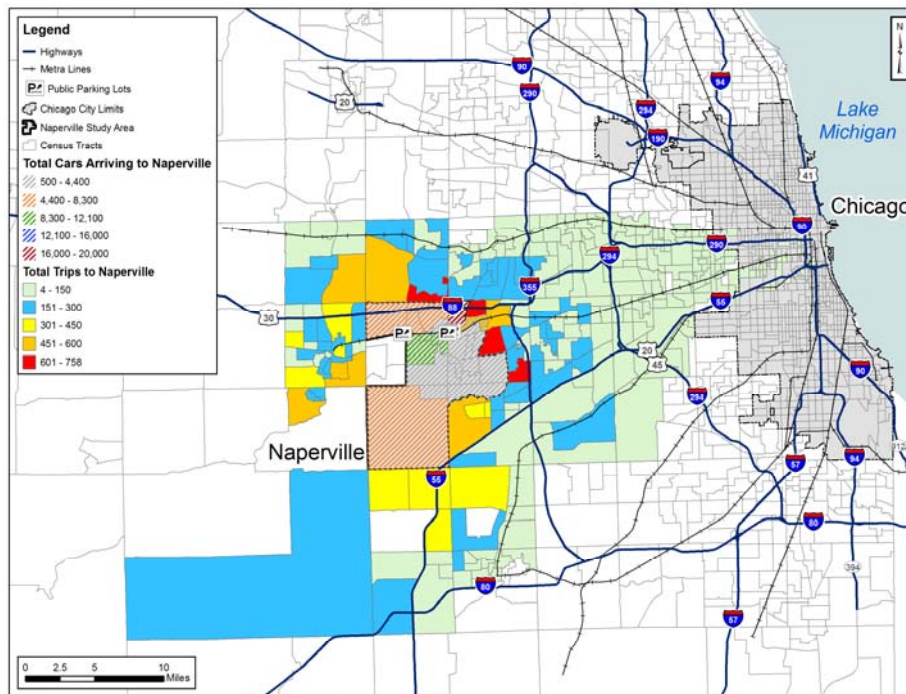 Legend
Highways
Metra Lines
P Public Parking Lots
Chicago City Limits
Naperville Study Area
Census Tracts
Total Cars Arriving to Naperville
500 - 4,400
4,400 - 8,300
8,300 - 12,100
12,100 - 16,000
16,000 - 20,000
Total Trips to Naperville
4 - 150
151 - 300
301 - 450
451 - 600
601 - 758
N
90
290
94
20
294
190
Lake
Michigan
41
Chicago
90
290
294
355
55
88
30
P
P
20
45
90
294
Naperville
57
94
55
80
394
80
57
0 2.5 5 10
Miles